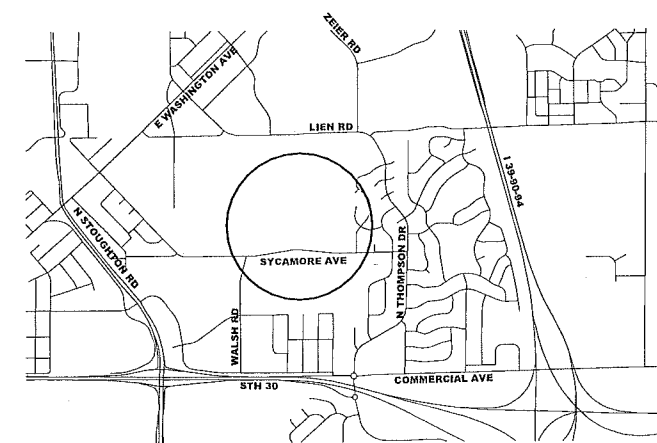 ZEIER RD
E WASHINGTON AVE
LIEN RD
I 39-90-94
N STOUGHTON RD
SYCAMORE AVE
N THOMPSON DR
WALSH RD
STH 30
COMMERCIAL AVE